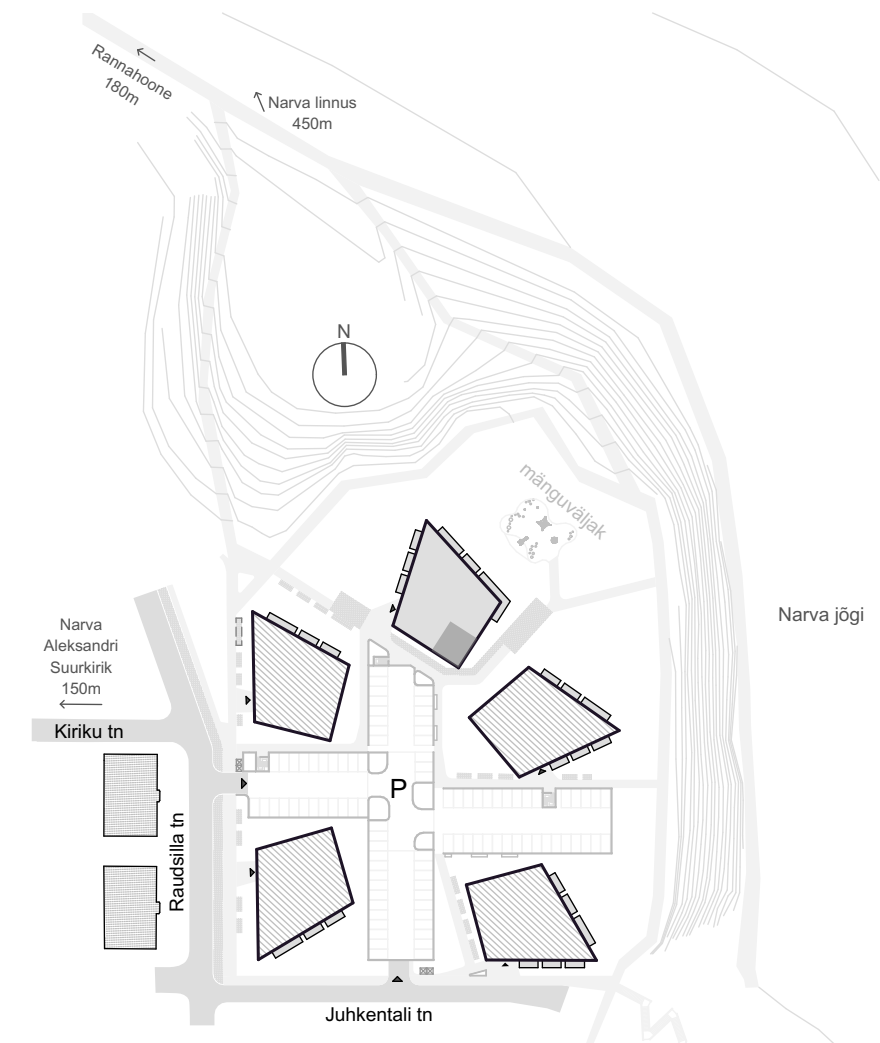 Rannahoone
180m
Narva linnus
450m
N
mänguväljak
Narva
Aleksandri
Suurkirik
150m
Narva jõgi
Kiriku tn
P
Raudsilla tn
Juhkentali tn